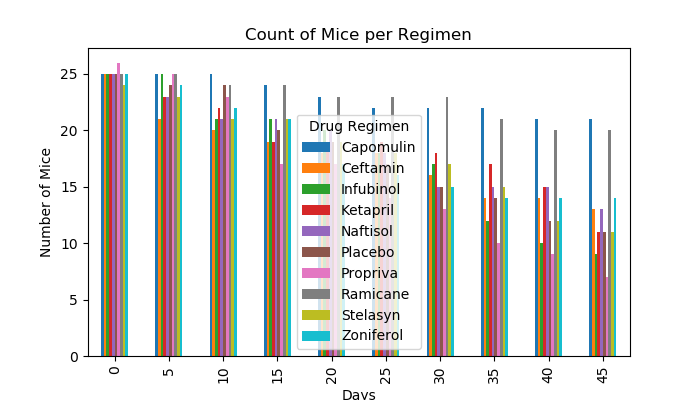 Count of Mice per Regimen
Number of Mice
25
20
15
10
5
0
Drug Regimen
Capomulin
Ceftamin
Infubinol
Ketapril
Naftisol
Placebo
Propriva
Ramicane
Stelasyn
Zoniferol
0
5
10
15
20
25
30
35
40
45
Days